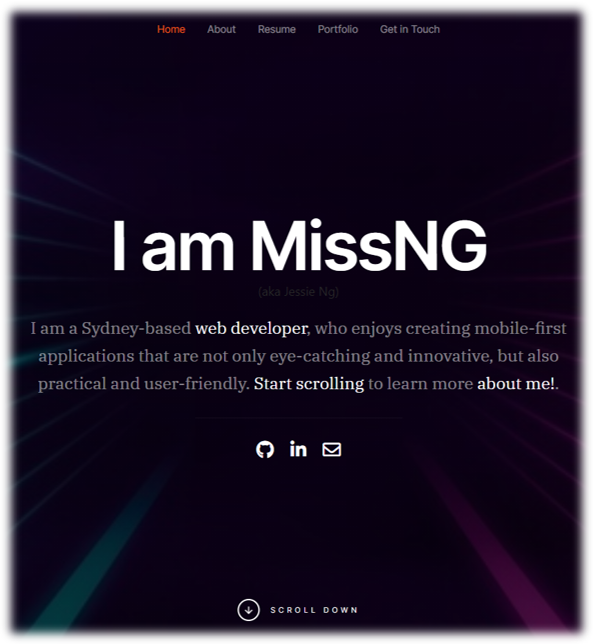 Home About Resume Portfolio Get in Touch
I am MissNG
(aka Jessie Ng)
I am a Sydney-based web developer, who enjoys creating mobile-first
applications that are not only eye-catching and innovative, but also
practical and user-friendly. Start scrolling to learn more about me!.
in
SCROLL DOWN